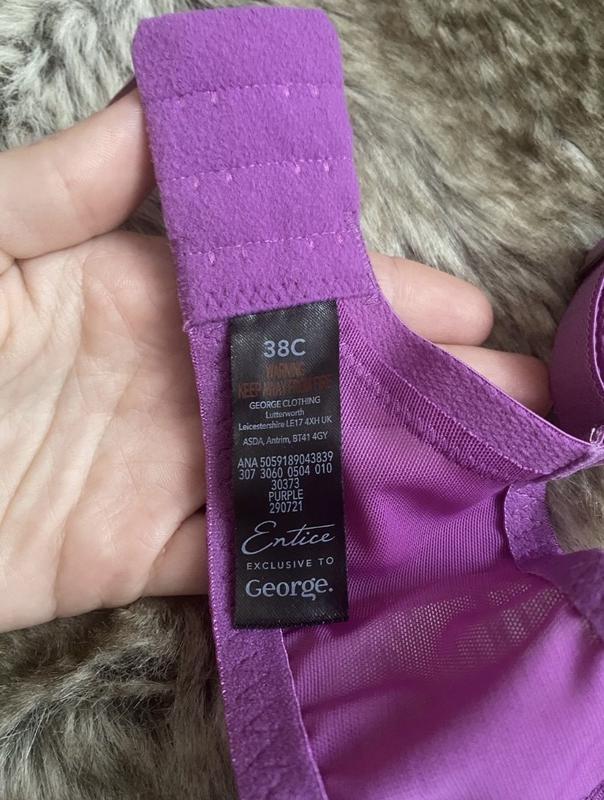 38C
WARNING
KEEP AWAY FROM FIRE
GEORGE CLOTHING
Lutterworth
Leicestershire LE17 4XH UK
ASDA, Antrim, BT41 4GY
ANA 5059189043839
307 3060 0504 010
30373
PURPLE
290721
Entice
EXCLUSIVE TO
George.